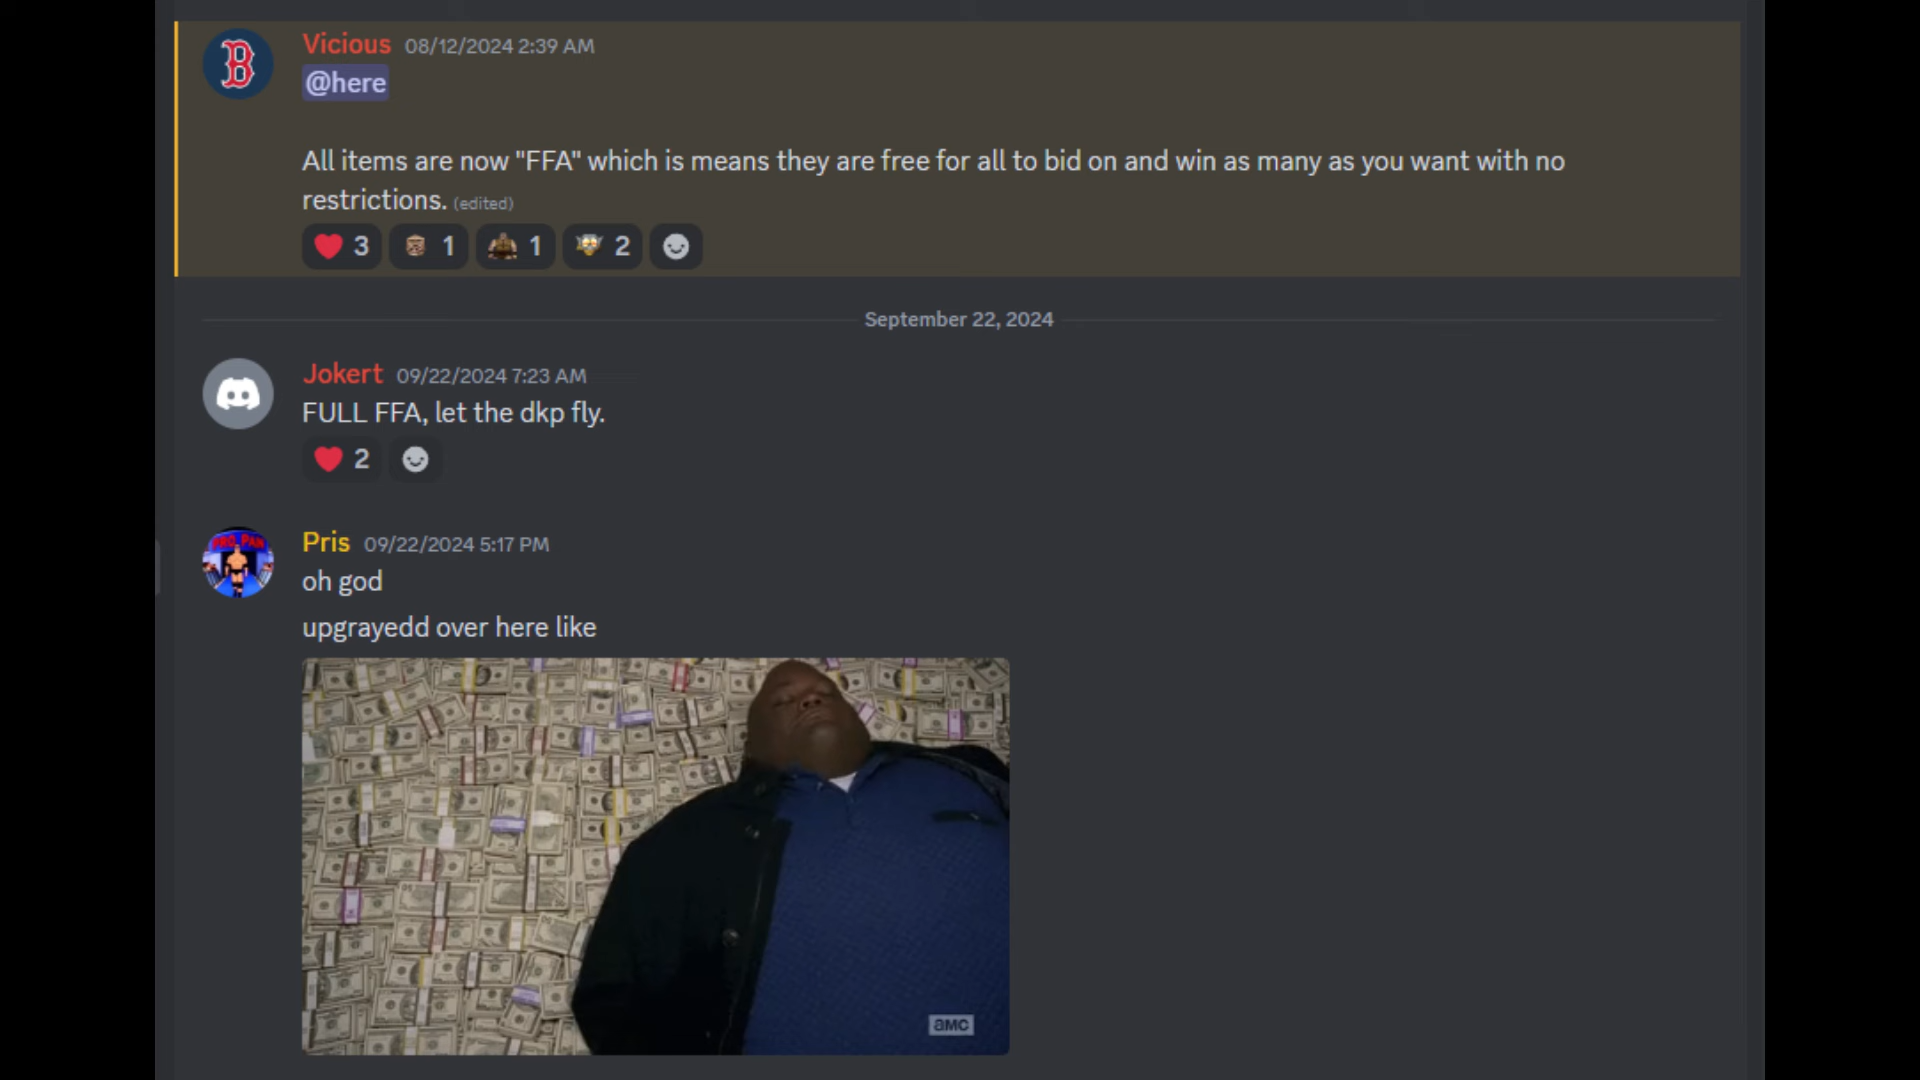 Vicious 08/12/2024 2:39 AM
@here
All items are now "FFA" which is means they are free for all to bid on and win as many as you want with no
restrictions. (edited)
3 1 1 2
September 22, 2024
Jokert 09/22/2024 7:23 AM
FULL FFA, let the dkp fly.
2
Pris 09/22/2024 5:17 PM
oh god
upgrayedd over here like
amc